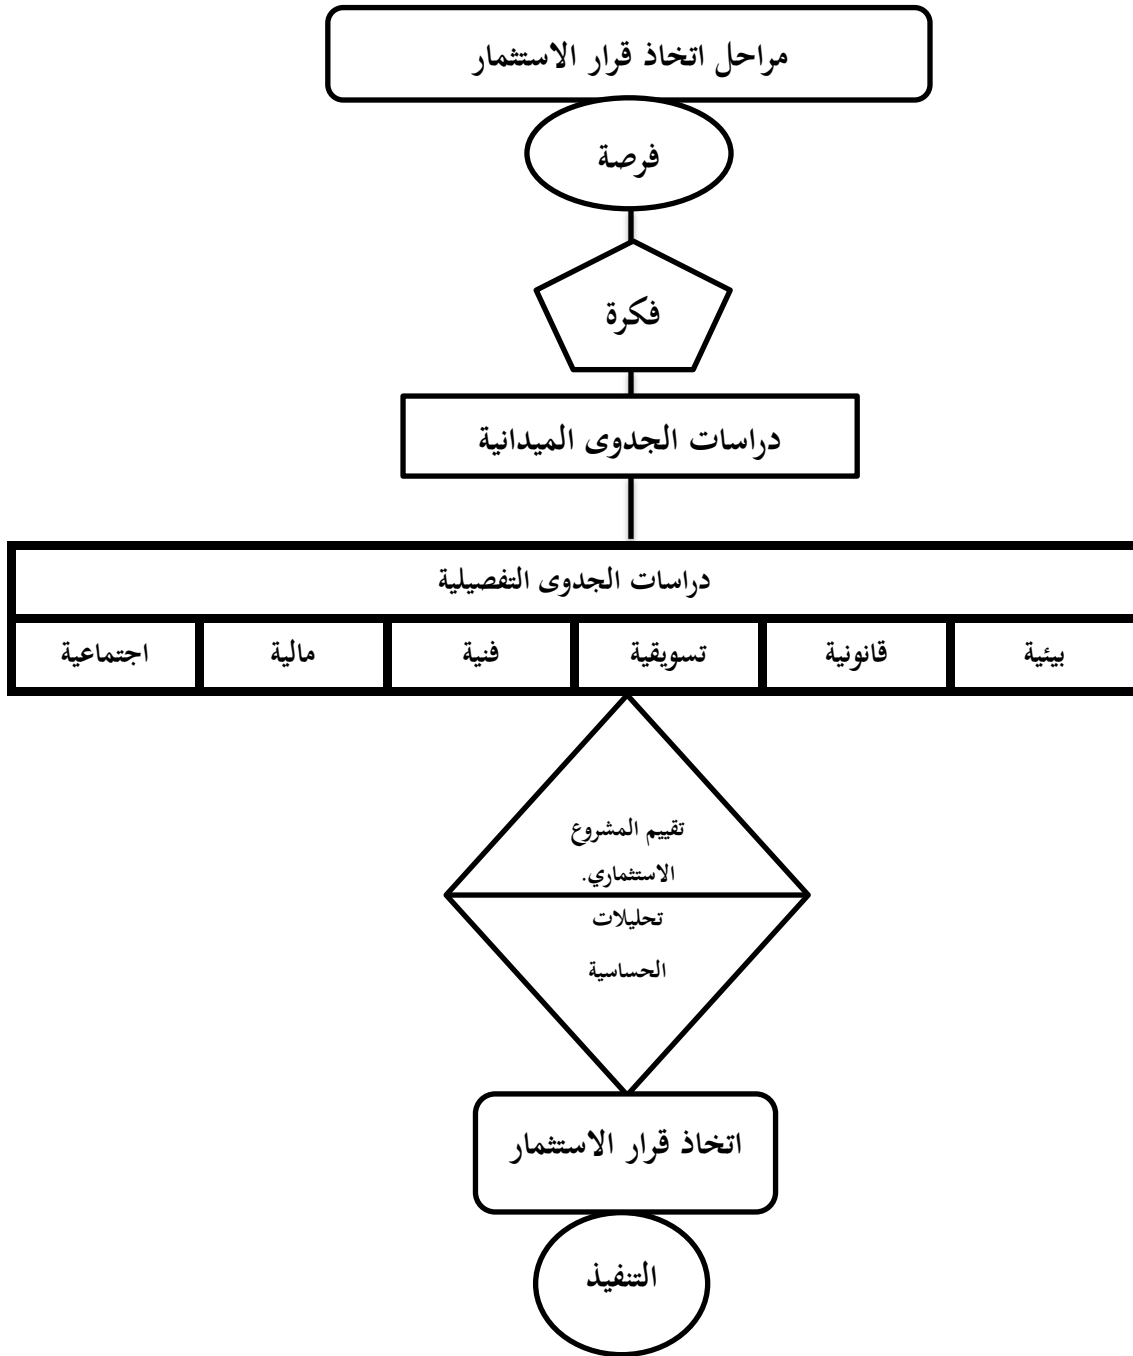 مراحل اتخاذ قرار الاستثمار
فرصة
فكرة
دراسات الجدوى الميدانية
دراسات الجدوى التفصيلية
بيئية
قانونية
تسويقية
فنية
مالية
اجتماعية
تقييم المشروع
الاستثماري.
تحليلات
الحساسية
اتخاذ قرار الاستثمار
التنفيذ